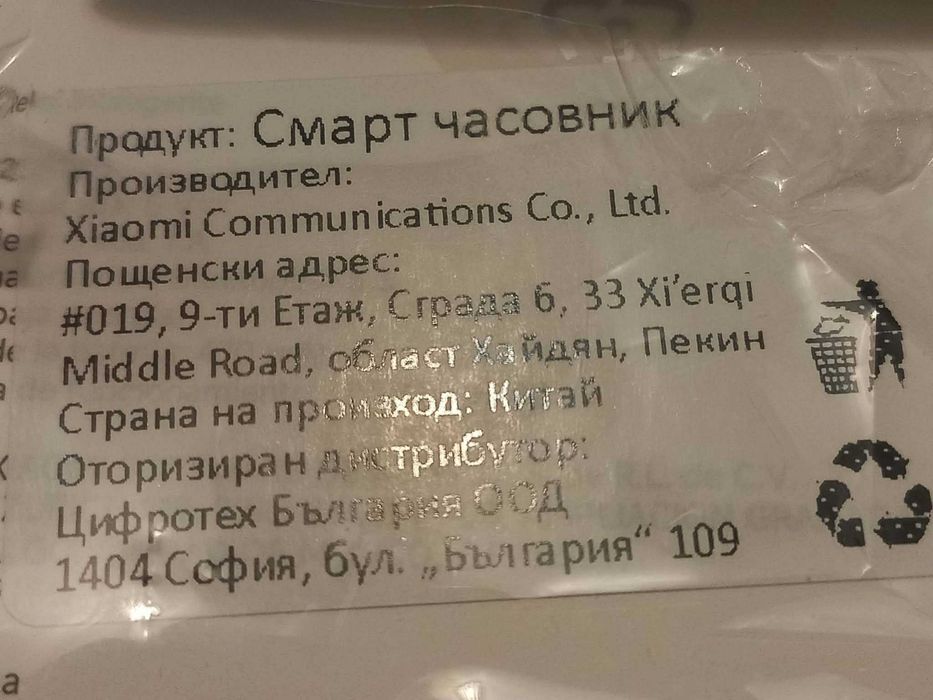 Продукт: Смарт часовник
Производител:
Xiaomi Communications Co., Ltd.
Пощенски адрес:
#019, 9-ти Етаж, Сграда 6, 33 Xi'erqi
Middle Road, област Хайдян, Пекин
Страна на произход: Китай
Оторизиран дистрибутор:
Цифротех България ООД
1404 София, бул. „България“ 109